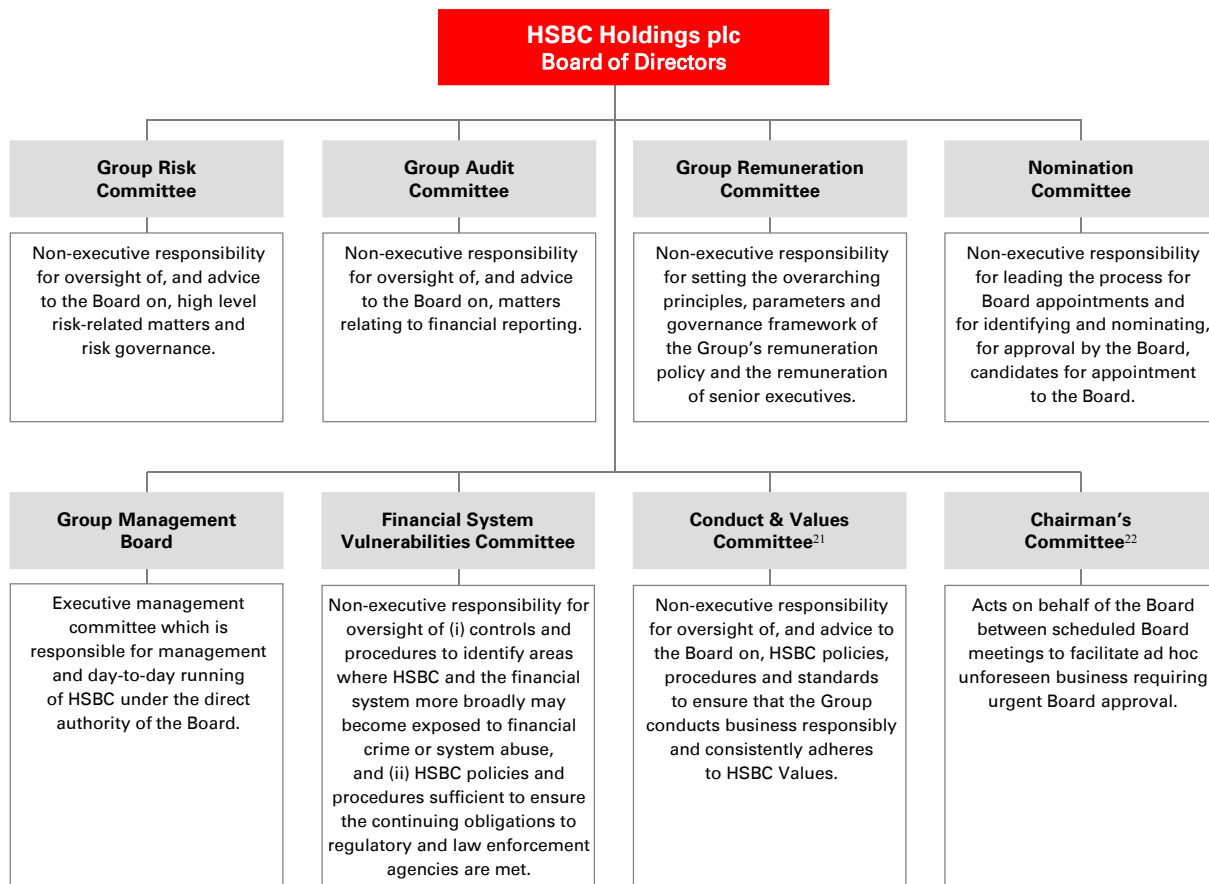 HSBC Holdings plc
Board of Directors
Group Risk
Committee
Non-executive responsibility
for oversight of, and advice
to the Board on, high level
risk-related matters and
risk governance.
Group Audit
Committee
Non-executive responsibility
for oversight of, and advice
to the Board on, matters
relating to financial reporting.
Group Remuneration
Committee
Non-executive responsibility
for setting the overarching
principles, parameters and
governance framework of
the Group's remuneration
policy and the remuneration
of senior executives.
Nomination
Committee
Non-executive responsibility
for leading the process for
Board appointments and
for identifying and nominating,
for approval by the Board,
candidates for appointment
to the Board.
Group Management
Board
Executive management
committee which is
responsible for management
and day-to-day running
of HSBC under the direct
authority of the Board.
Financial System
Vulnerabilities Committee
Non-executive responsibility for
oversight of (i) controls and
procedures to identify areas
where HSBC and the financial
system more broadly may
become exposed to financial
crime or system abuse,
and (ii) HSBC policies and
procedures sufficient to ensure
the continuing obligations to
regulatory and law enforcement
agencies are met.
Conduct & Values
Committee²¹
Non-executive responsibility
for oversight of, and advice to
the Board on, HSBC policies,
procedures and standards
to ensure that the Group
conducts business responsibly
and consistently adheres
to HSBC Values.
Chairman's
Committee²²
Acts on behalf of the Board
between scheduled Board
meetings to facilitate ad hoc
unforeseen business requiring
urgent Board approval.